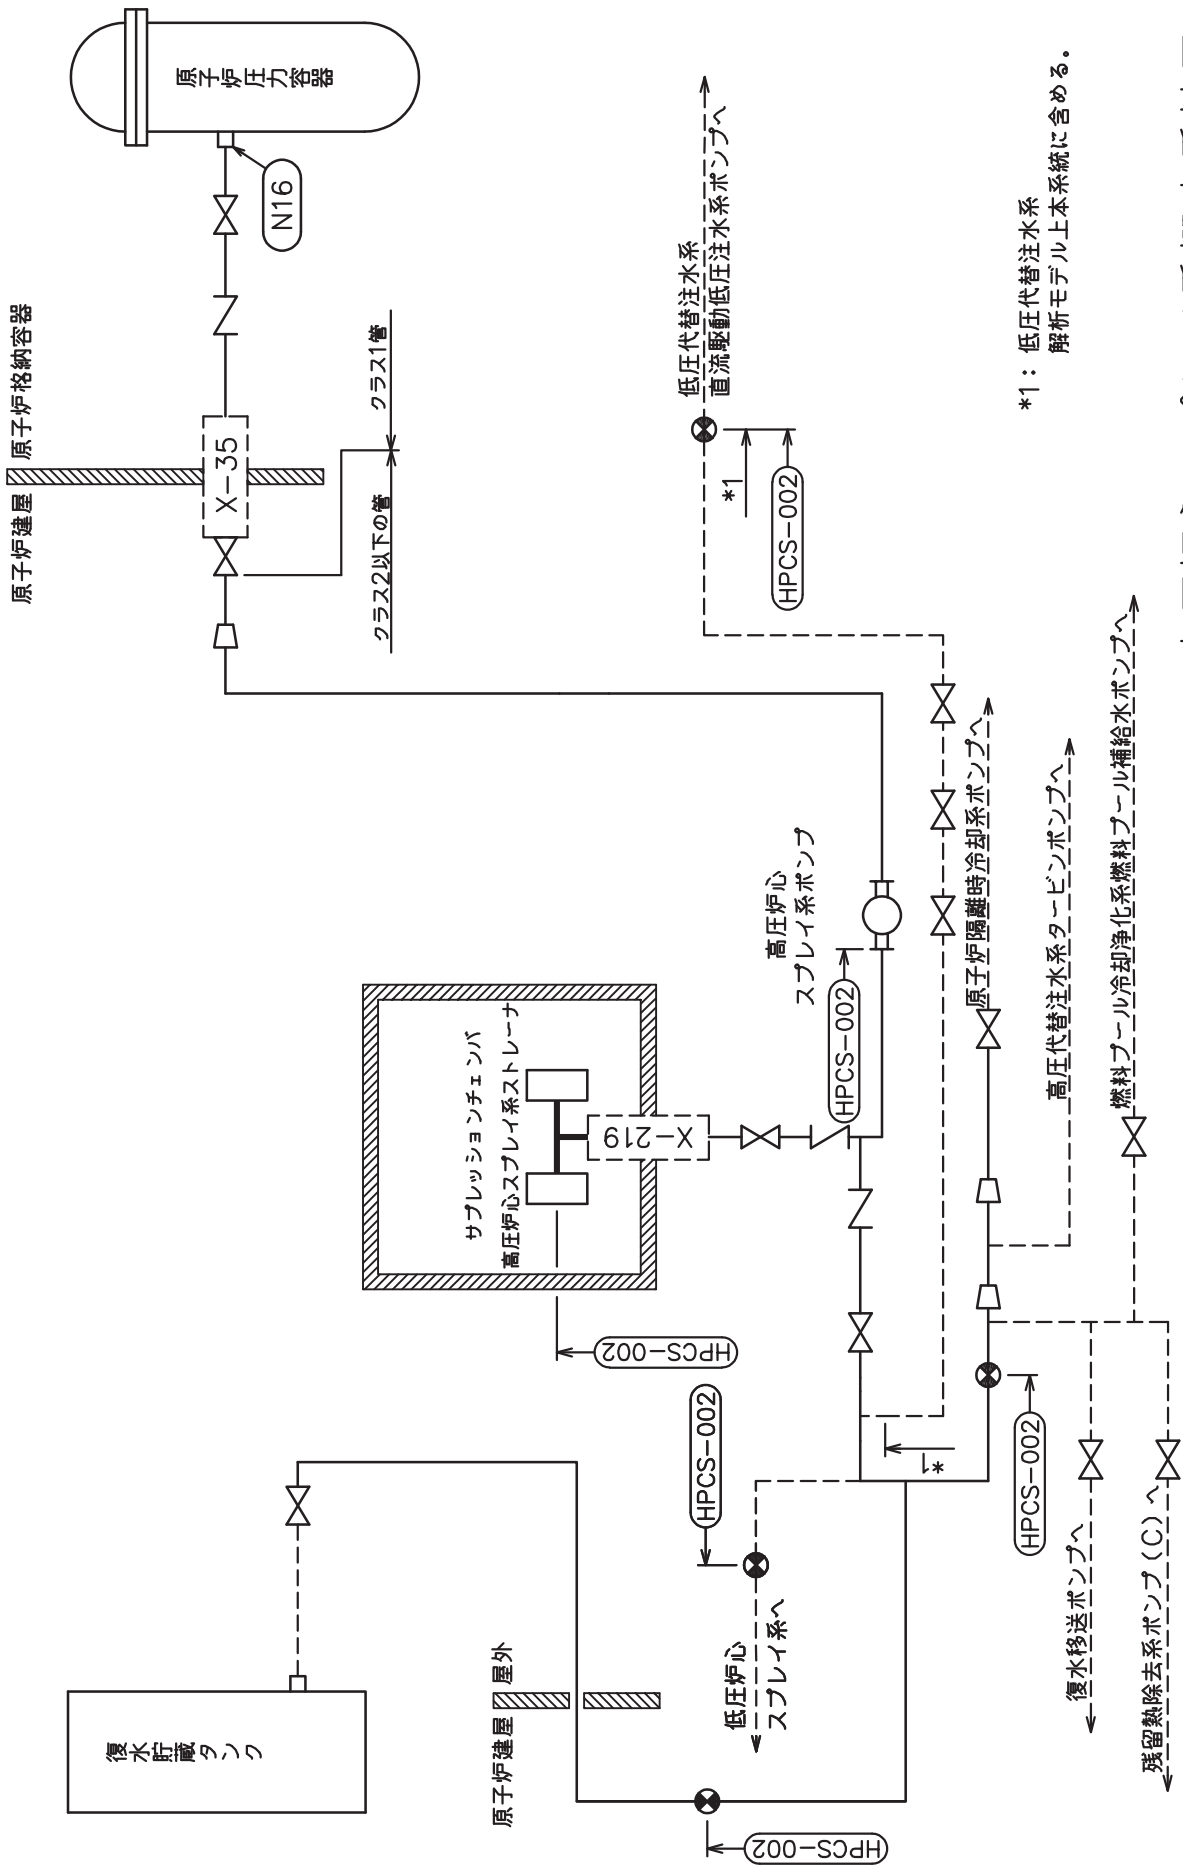 復水貯蔵タンク
原子炉建屋
屋外
HPCS-002
低圧炉心
スプレイ系へ
HPCS-002
HPCS-002
サプレッションチェンバ
高圧炉心スプレイ系ストレーナ
X-219
高圧炉心
スプレイ系ポンプ
HPCS-002
*1
HPCS-002
復水移送ポンプへ
残留熱除去系ポンプ(C)へ
原子炉隔離時冷却系ポンプへ
高圧代替注水系タービンポンプへ
燃料プール冷却浄化系燃料プール補給水ポンプへ
原子炉建屋
原子炉格納容器
X-35
クラス2以下の管
クラス1管
N16
原子炉圧力容器
低圧代替注水系
直流駆動低圧注水系ポンプへ
*1
HPCS-002
*1:低圧代替注水系
解析モデル上本系統に含める。